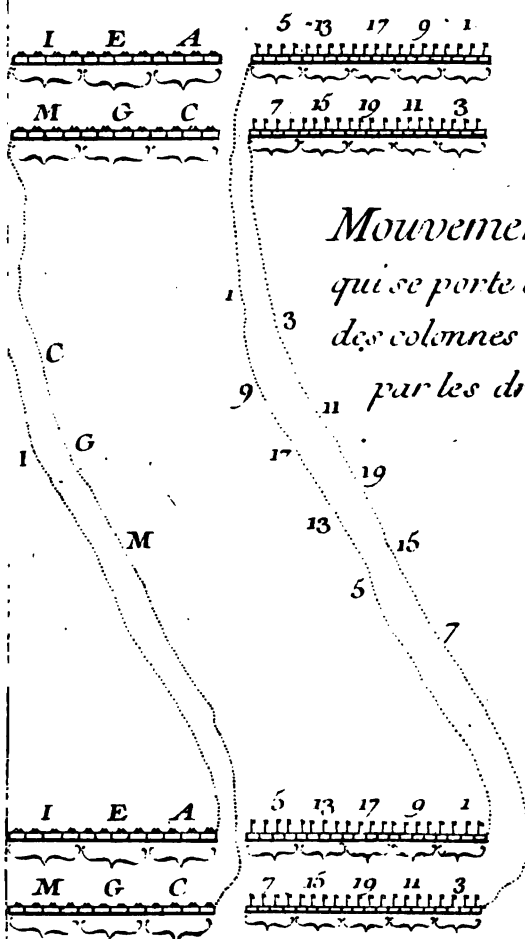 I E A 5 13 17 9 1
M G C 7 15 19 11 3
Mouveme
qui se porte
des colonnes
par les
1
3
C
9
11
G
I
17
19
M
13
15
5
7
I E A 5 13 17 9 1
M G C 7 15 19 11 3